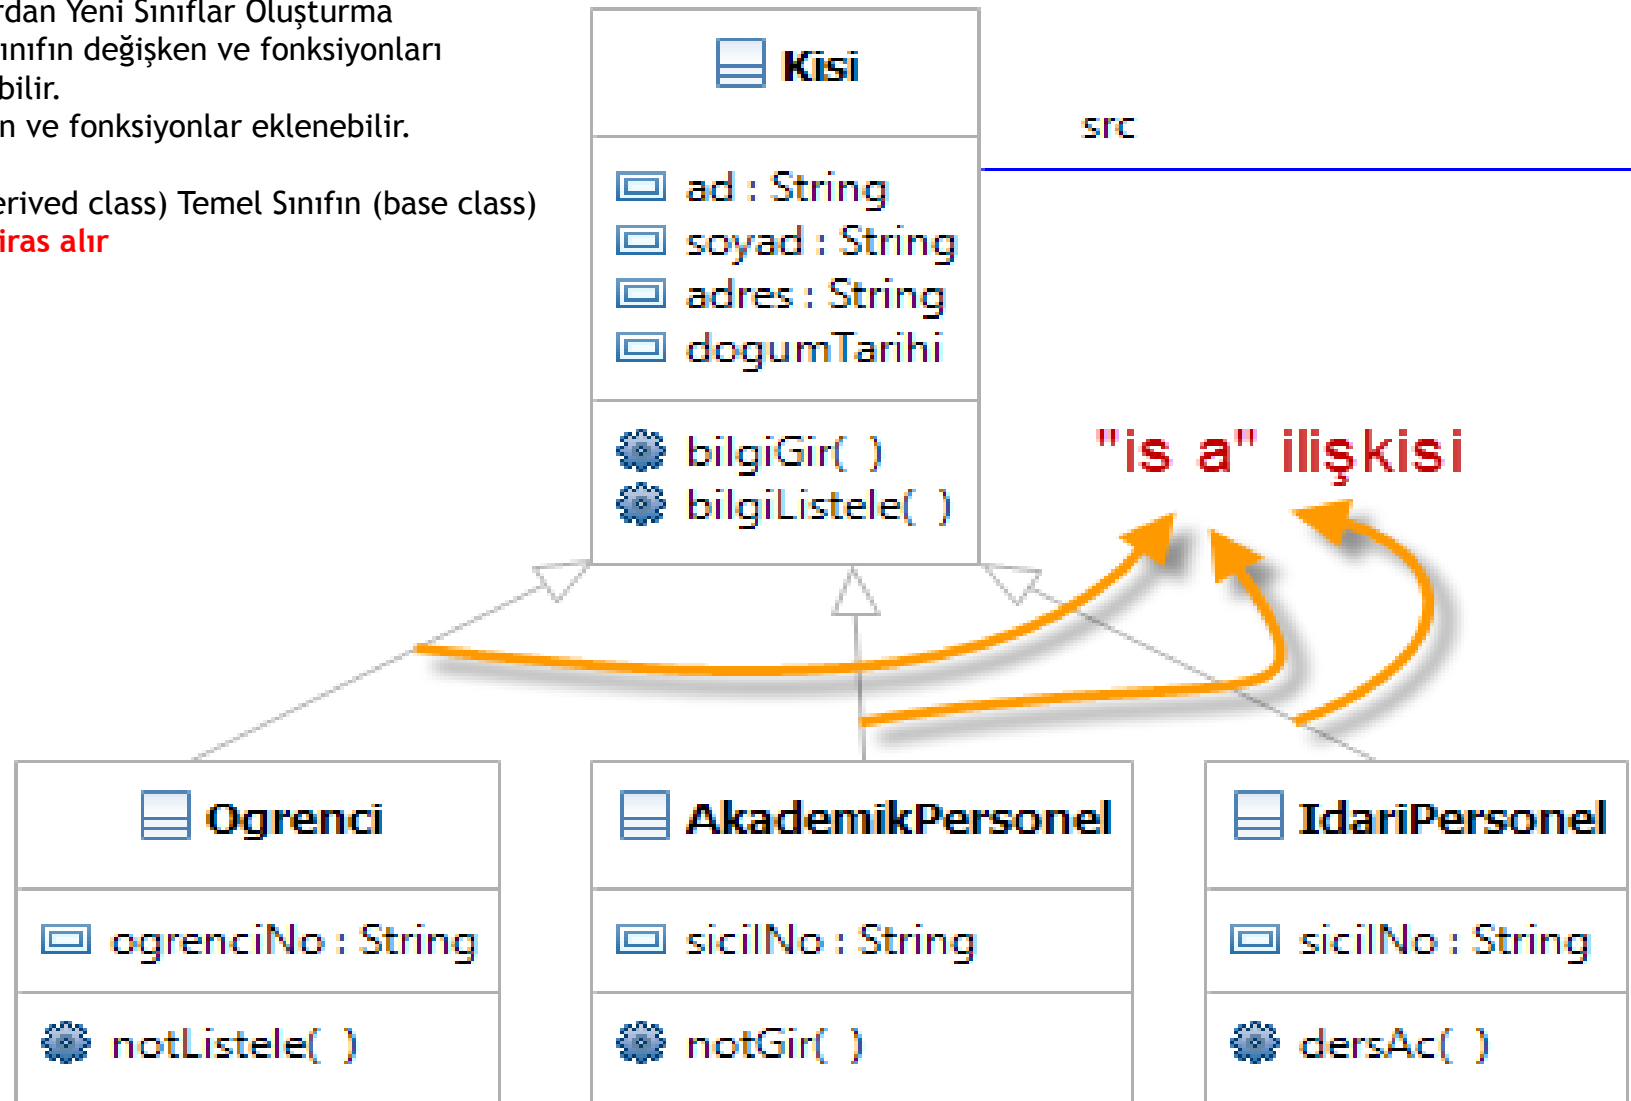 rdan Yeni Sınıflar Oluşturma
ınıfın değişken ve fonksiyonları
bilir.
n ve fonksiyonlar eklenebilir.
erived class) Temel Sınıfın (base class)
iras alır
Kisi
src
ad : String
soyad : String
adres : String
dogumTarihi
bilgiGir( )
bilgiListele( )
"is a" ilişkisi
Ogrenci
ogrenciNo : String
notListele( )
AkademikPersonel
sicilNo : String
notGir( )
IdariPersonel
sicilNo : String
dersAc( )